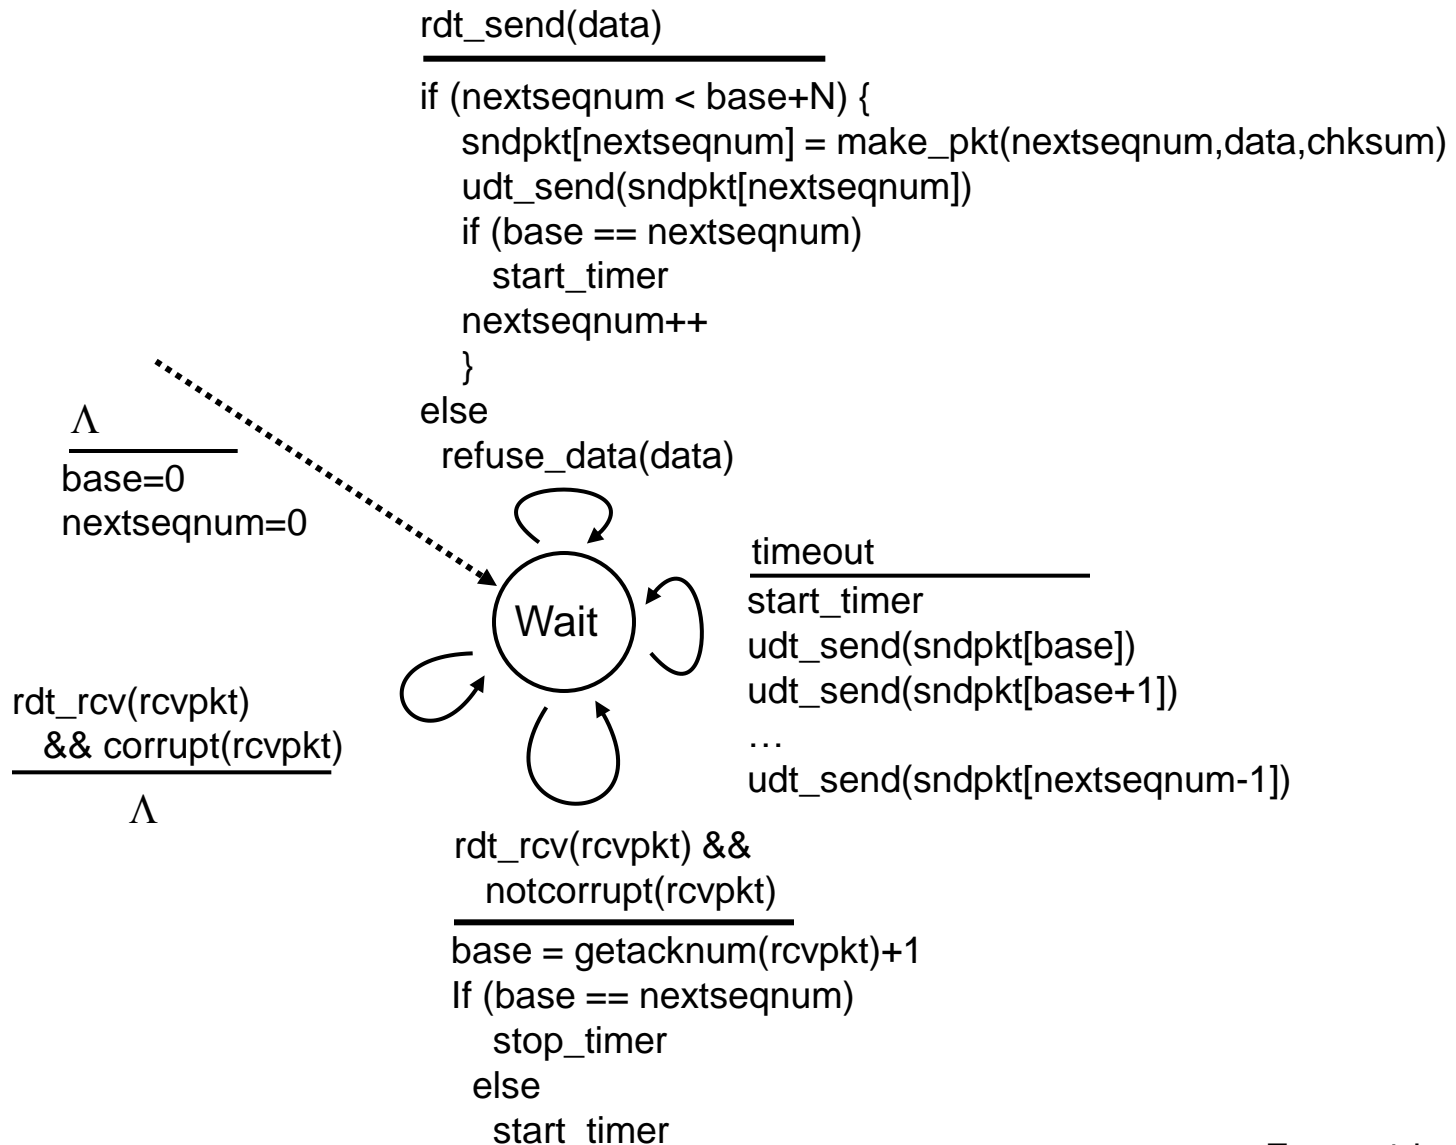 rdt_send(data)
if (nextseqnum < base+N) {
sndpkt[nextseqnum] = make_pkt(nextseqnum,data,chksum)
udt_send(sndpkt[nextseqnum])
if (base == nextseqnum)
start_timer
nextseqnum++
}
else
refuse_data(data)
Λ
base=0
nextseqnum=0
Wait
timeout
start_timer
udt_send(sndpkt[base])
udt_send(sndpkt[base+1])
…
udt_send(sndpkt[nextseqnum-1])
rdt_rcv(rcvpkt)
&& corrupt(rcvpkt)
Λ
rdt_rcv(rcvpkt) &&
notcorrupt(rcvpkt)
base = getacknum(rcvpkt)+1
If (base == nextseqnum)
stop_timer
else
start_timer